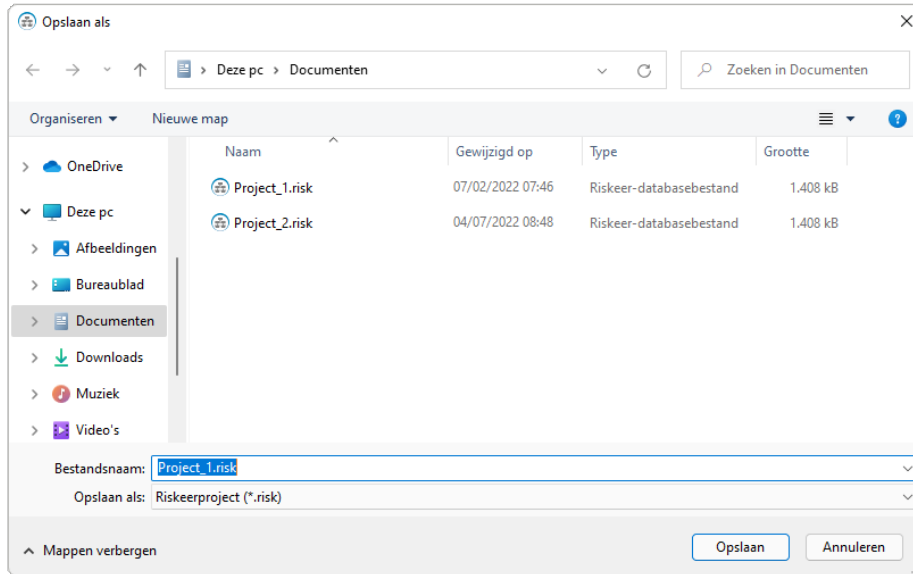 Opslaan als
Deze pc > Documenten
Zoeken in Documenten
Organiseren
Nieuwe map
Naam Gewijzigd op Type Grootte
Project_1.risk 07/02/2022 07:46 Riskeer-databasebestand 1.408 kB
Project_2.risk 04/07/2022 08:48 Riskeer-databasebestand 1.408 kB
OneDrive
Deze pc
Afbeeldingen
Bureaublad
Documenten
Downloads
Muziek
Video's
Bestandsnaam: Project_1.risk
Opslaan als: Riskeerproject (*.risk)
Mappen verbergen
Opslaan
Annuleren